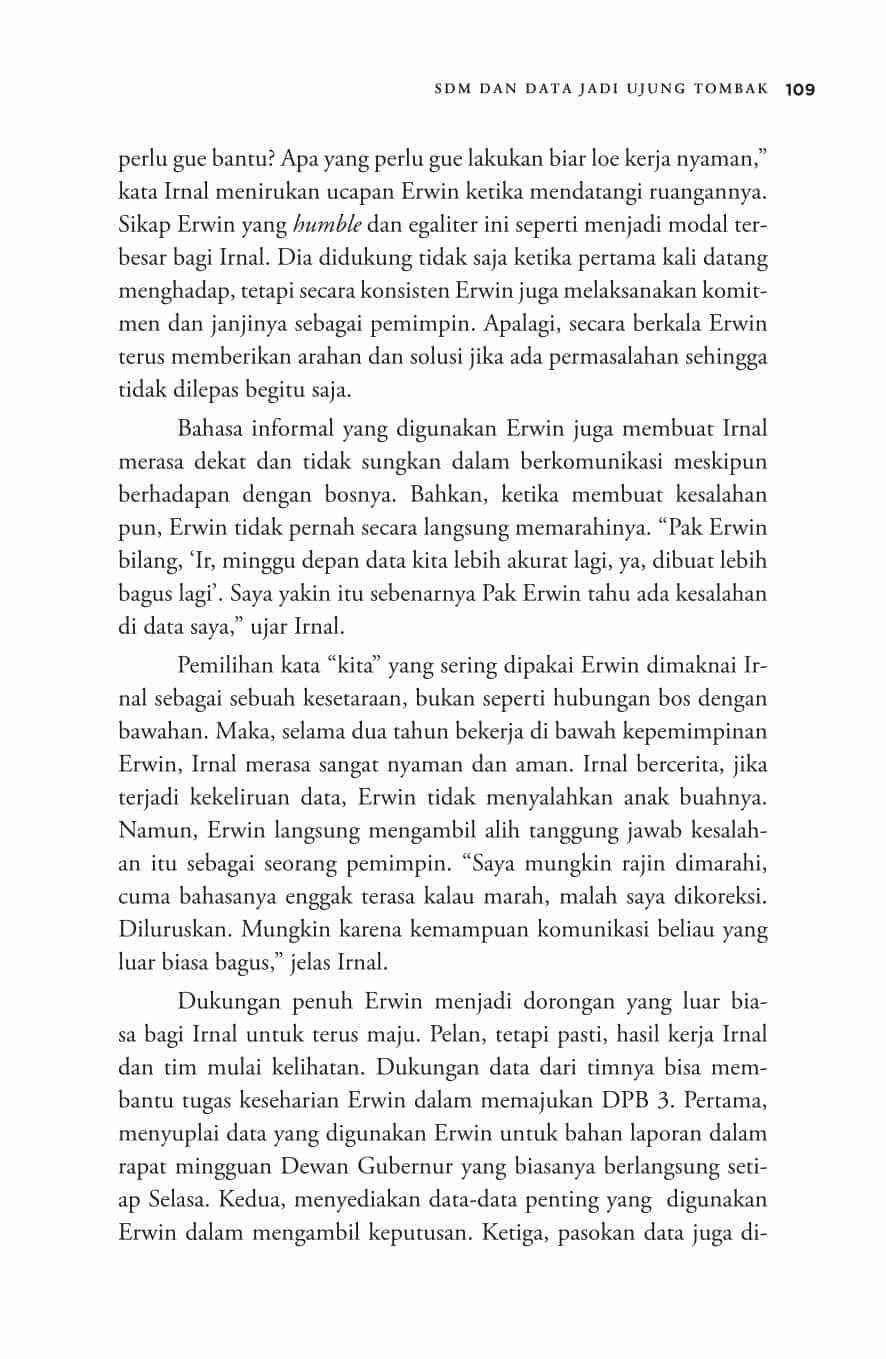 SDM DAN DATA JADI UJUNG TOMBAK 109
perlu gue bantu? Apa yang perlu gue lakukan biar loe kerja nyaman,”
kata Irnal menirukan ucapan Erwin ketika mendatangi ruangannya.
Sikap Erwin yang humble dan egaliter ini seperti menjadi modal ter-
besar bagi Irnal. Dia didukung tidak saja ketika pertama kali datang
menghadap, tetapi secara konsisten Erwin juga melaksanakan komit-
men dan janjinya sebagai pemimpin. Apalagi, secara berkala Erwin
terus memberikan arahan dan solusi jika ada permasalahan sehingga
tidak dilepas begitu saja.
Bahasa informal yang digunakan Erwin juga membuat Irnal
merasa dekat dan tidak sungkan dalam berkomunikasi meskipun
berhadapan dengan bosnya. Bahkan, ketika membuat kesalahan
pun, Erwin tidak pernah secara langsung memarahinya. “Pak Erwin
bilang, ‘Ir, minggu depan data kita lebih akurat lagi, ya, dibuat lebih
bagus lagi’. Saya yakin itu sebenarnya Pak Erwin tahu ada kesalahan
di data saya,” ujar Irnal.
Pemilihan kata “kita” yang sering dipakai Erwin dimaknai Ir-
nal sebagai sebuah kesetaraan, bukan seperti hubungan bos dengan
bawahan. Maka, selama dua tahun bekerja di bawah kepemimpinan
Erwin, Irnal merasa sangat nyaman dan aman. Irnal bercerita, jika
terjadi kekeliruan data, Erwin tidak menyalahkan anak buahnya.
Namun, Erwin langsung mengambil alih tanggung jawab kesalah-
an itu sebagai seorang pemimpin. “Saya mungkin rajin dimarahi,
cuma bahasanya enggak terasa kalau marah, malah saya dikoreksi.
Diluruskan. Mungkin karena kemampuan komunikasi beliau yang
luar biasa bagus,” jelas Irnal.
Dukungan penuh Erwin menjadi dorongan yang luar bia-
sa bagi Irnal untuk terus maju. Pelan, tetapi pasti, hasil kerja Irnal
dan tim mulai kelihatan. Dukungan data dari timnya bisa mem-
bantu tugas keseharian Erwin dalam memajukan DPB 3. Pertama,
menyuplai data yang digunakan Erwin untuk bahan laporan dalam
rapat mingguan Dewan Gubernur yang biasanya berlangsung seti-
ap Selasa. Kedua, menyediakan data-data penting yang digunakan
Erwin dalam mengambil keputusan. Ketiga, pasokan data juga di-